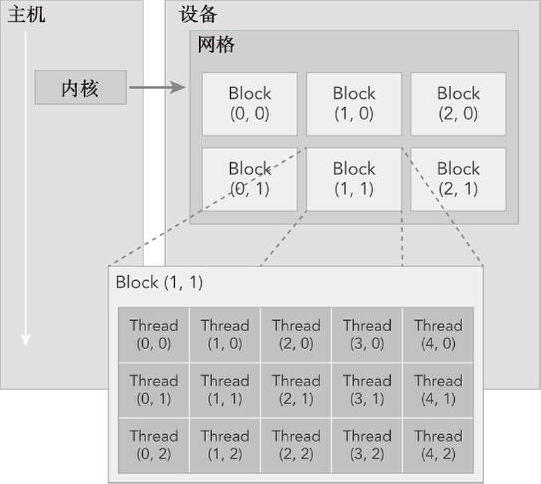 主机
设备
网格
内核
Block
(0, 0)
Block
(1, 0)
Block
(2, 0)
Block
(0, 1)
Block
(1, 1)
Block
(2, 1)
Block (1, 1)
Thread
(0, 0)
Thread
(1, 0)
Thread
(2, 0)
Thread
(3, 0)
Thread
(4, 0)
Thread
(0, 1)
Thread
(1, 1)
Thread
(2, 1)
Thread
(3, 1)
Thread
(4, 1)
Thread
(0, 2)
Thread
(1, 2)
Thread
(2, 2)
Thread
(3, 2)
Thread
(4, 2)